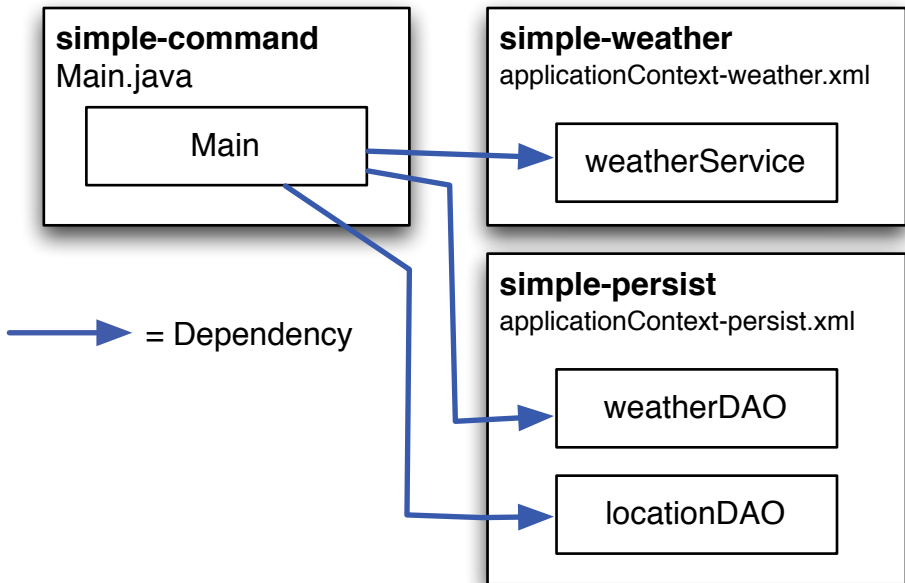 simple-command
Main.java
Main
simple-weather
applicationContext-weather.xml
weatherService
simple-persist
applicationContext-persist.xml
weatherDAO
locationDAO
= Dependency